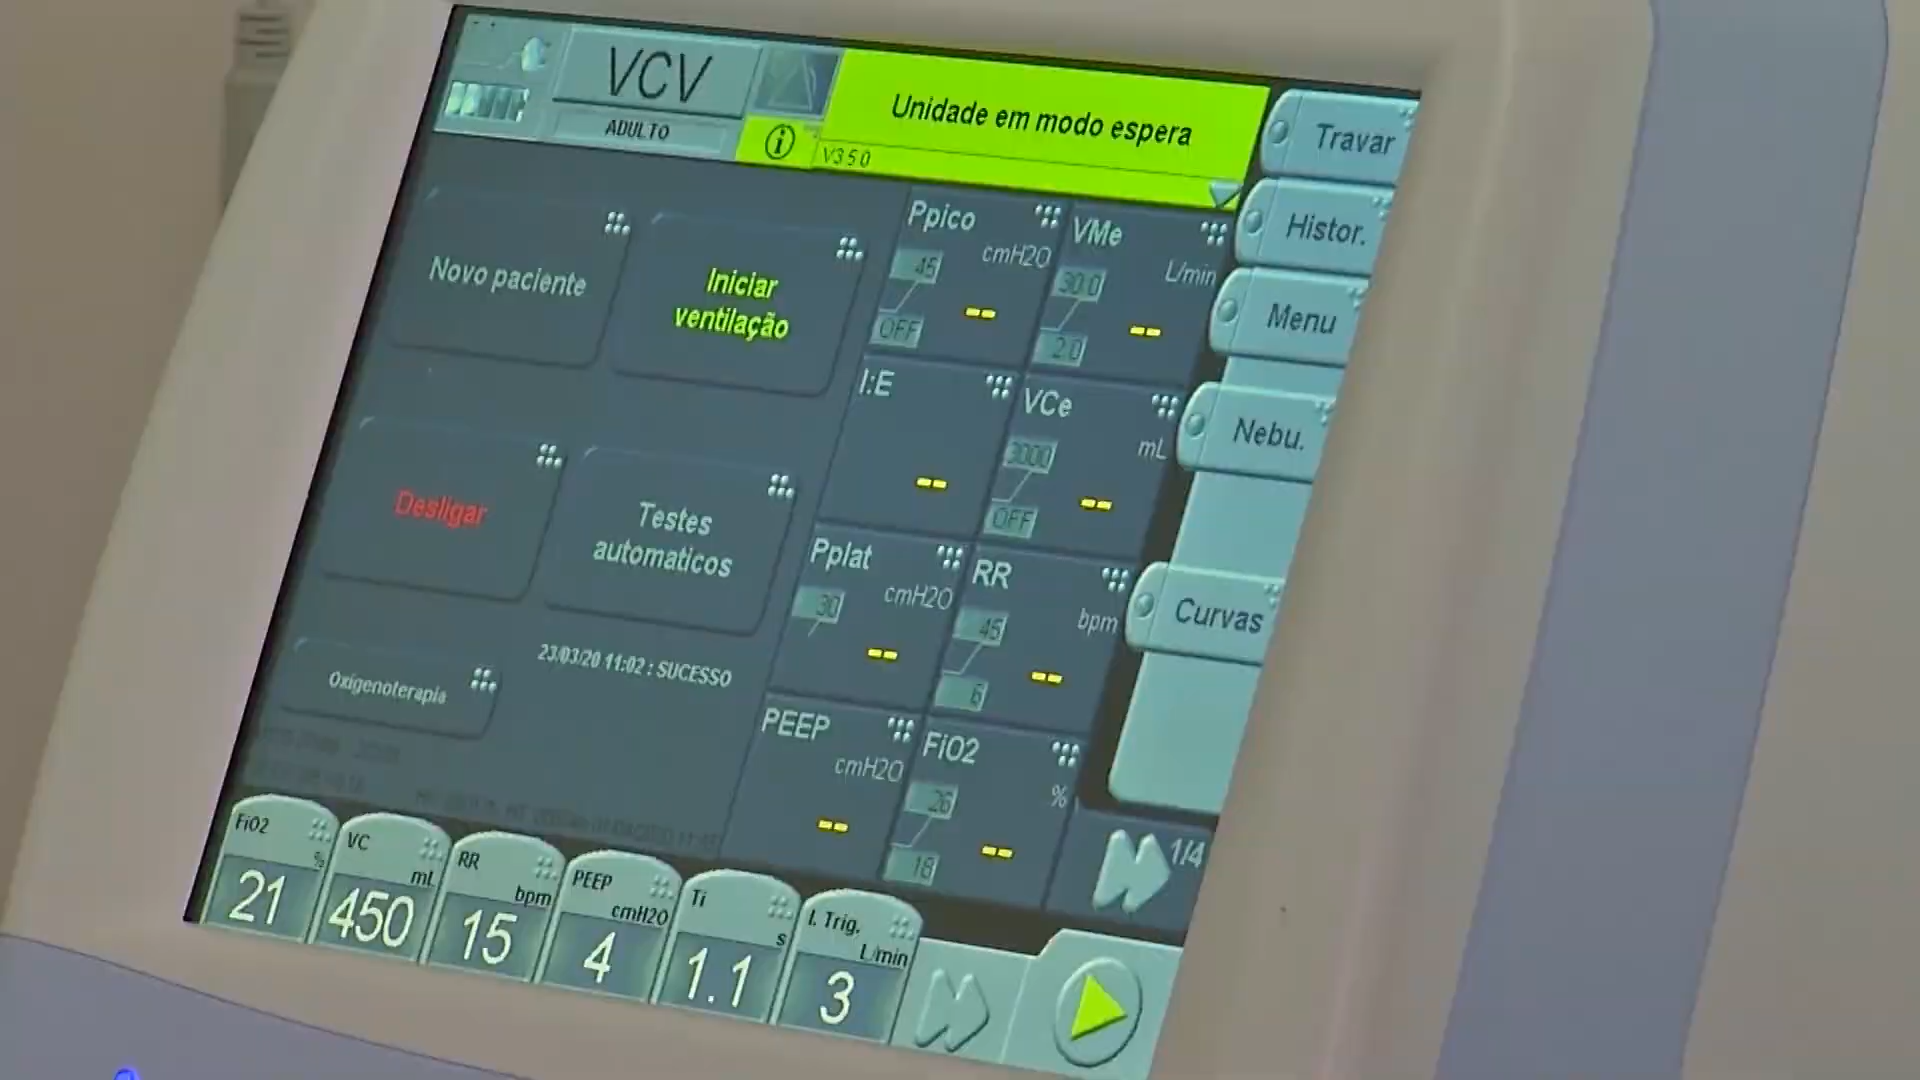 VCV
ADULTO
Unidade em modo espera
V3 5 0
Travar
Histor.
Menu
Nebu.
Curvas
Novo paciente
Iniciar
ventilação
Desligar
Testes
automaticos
23/03/20 11:02 : SUCESSO
Oxigenoterapia
Ppico
cmH2O
45
OFF
--
VMe
L/min
30.0
2.0
--
I:E
--
VCe
mL
3000
OFF
--
Pplat
cmH2O
30
--
RR
bpm
45
6
--
PEEP
cmH2O
--
FiO2
%
26
18
--
1/4
FiO2
%
21
VC
mL
450
RR
bpm
15
PEEP
cmH2O
4
Ti
s
1.1
I. Trig.
L/min
3